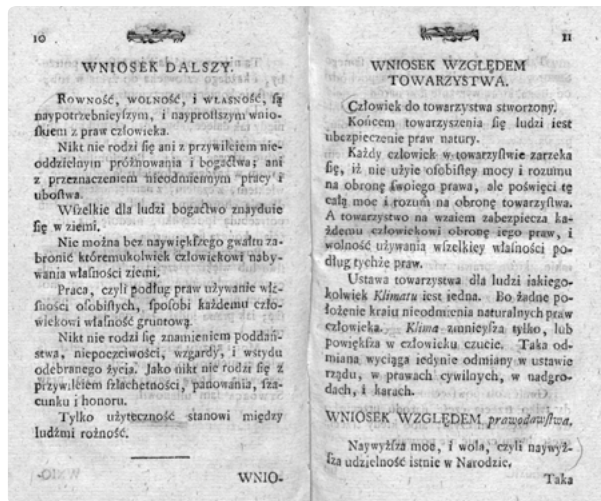 10
WNIOSEK DALSZY.
ROWNOŚĆ, WOLNOŚĆ, I WŁASNOŚĆ, ſą
naypotrzebnieyſzym, i nayproſtſzym wnio-
ſkiem z praw człowieka.
Nikt nie rodzi ſię ani z przywileiem nie-
oddzielnym próżnowania i bogactwa; ani
z przeznaczeniem nieodmiennym pracy i
ubóſtwa.
Wſzelkie dla ludzi bogactwo znayduie
ſię w ziemi.
Nie można bez naywiękſzego gwałtu za-
bronić któremukolwiek człowiekowi naby-
wania właſności ziemi.
Praca, czyli podług praw używanie wła-
ſności oſobiſtych, ſpoſobi każdemu czło-
wiekowi właſność gruntową.
Nikt nie rodzi ſię znamieniem poddań-
stwa, niepoczciwości, wzgardy, i wstydu
odebranego życia. Jako nikt nie rodzi ſię z
przywileiem ſzlachetności, panowania, ſza-
cunku i honoru.
Tylko użyteczność stanowi między
ludźmi rożność.
WNIO-
11
WNIOSEK WZGLĘDEM
TOWARZYSTWA.
Człowiek do towarzystwa stworzony.
Końcem towarzyszenia ſię ludzi iest
ubezpieczenie praw natury.
Każdy człowiek w towarzyſtwie zarzeka
ſię, iż nie użyie oſobiſtey mocy i rozumu
na obronę ſwoiego prawa, ale poświęci tę
całą moc i rozum na obronę towarzyſtwa.
A towarzystwo na wzaiem zabezpiecza ka-
żdemu człowiekowi obronę iego praw, i
wolność używania wſzelkiey właſności po-
dług tychże praw.
Ustawa towarzystwa dla ludzi iakiego-
kolwiek Klimatu iest iedna. Bo żadne po-
łożenie kraiu nieodmienia naturalnych praw
człowieka. Klima zmnieyſza tylko, lub
powiękſza w człowieku czucie. Taka od-
miana wyciąga iedynie odmiany w ustawie
rządu, w prawach cywilnych, w nadgro-
dach, i karach.
WNIOSEK WZGLĘDEM prawodawſtwa.
Naywyżſza moc, i wola, czyli naywyż-
ſza udzielność istnie w Narodzie.
Taka